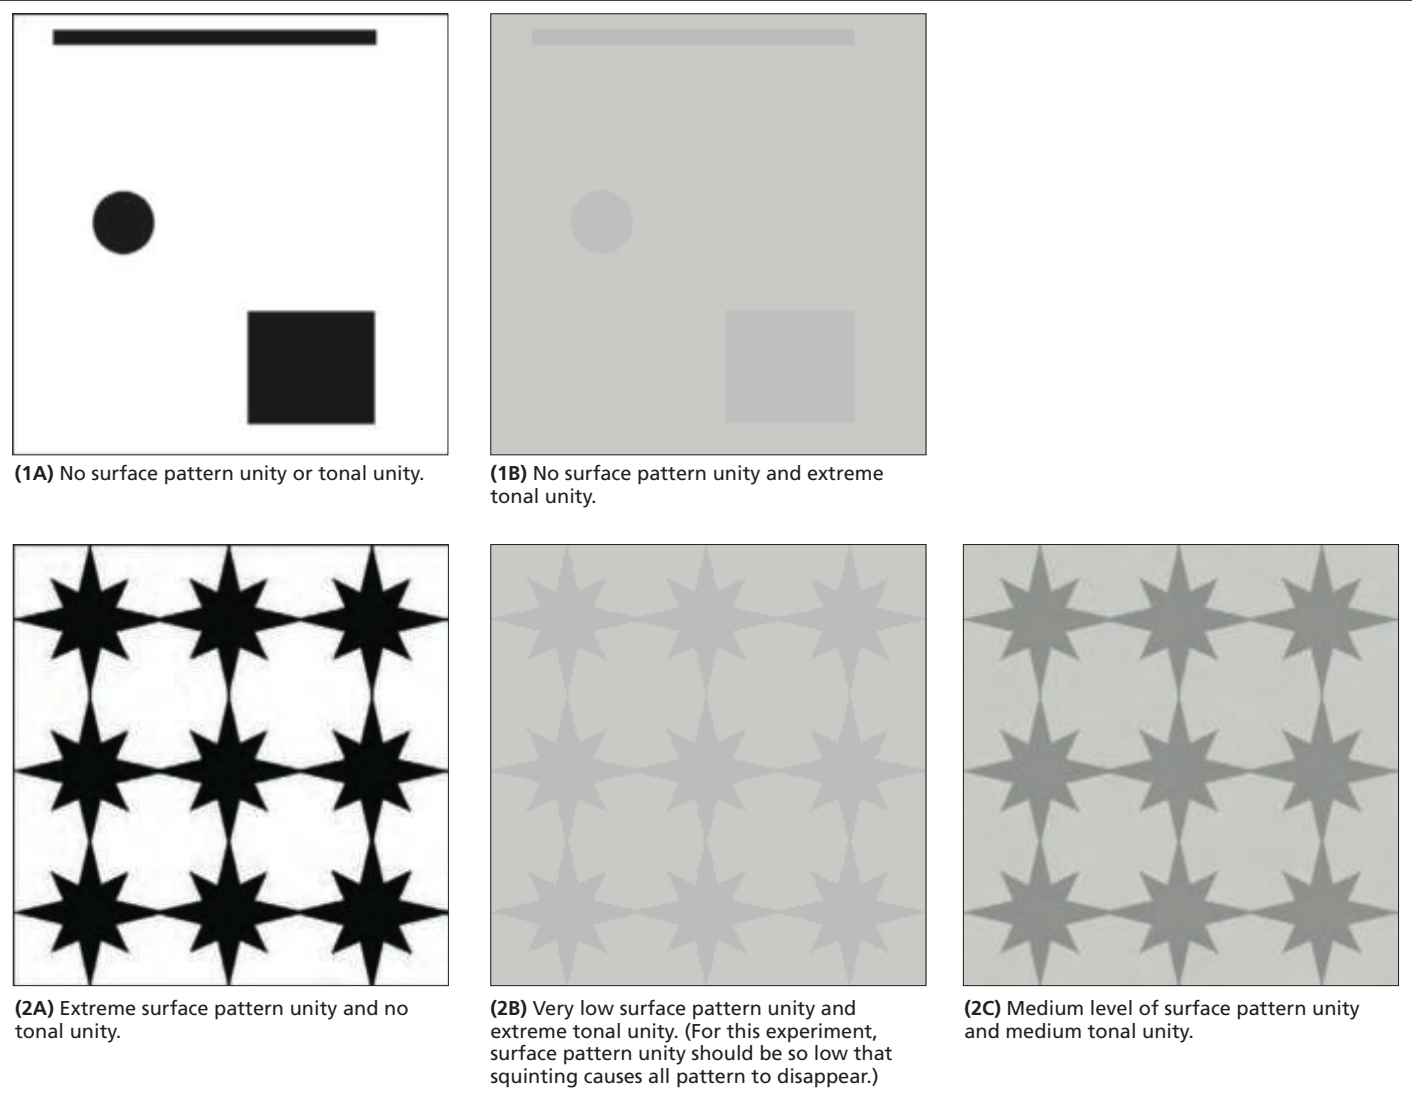 (1A) No surface pattern unity or tonal unity.
(1B) No surface pattern unity and extreme
tonal unity.
(2A) Extreme surface pattern unity and no
tonal unity.
(2B) Very low surface pattern unity and
extreme tonal unity. (For this experiment,
surface pattern unity should be so low that
squinting causes all pattern to disappear.)
(2C) Medium level of surface pattern unity
and medium tonal unity.